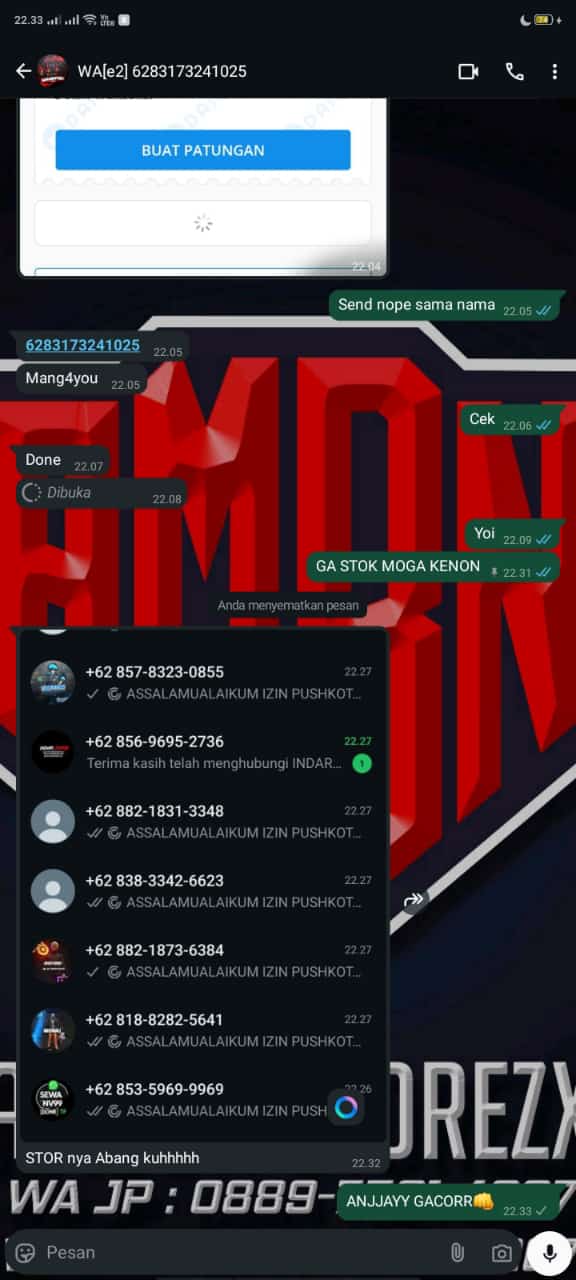 22.33
Vo LTE
WA[e2] 6283173241025
BUAT PATUNGAN
22.04
Send nope sama nama 22.05
6283173241025 22.05
Mang4you 22.05
Cek 22.06
Done 22.07
Dibuka 22.08
Yoi 22.09
GA STOK MOGA KENON 22.31
Anda menyematkan pesan
+62 857-8323-0855 22.27
ASSALAMUALAIKUM IZIN PUSHKOT...
+62 856-9695-2736 22.27
Terima kasih telah menghubungi INDAR... 1
+62 882-1831-3348 22.27
ASSALAMUALAIKUM IZIN PUSHKOT...
+62 838-3342-6623 22.27
ASSALAMUALAIKUM IZIN PUSHKOT...
+62 882-1873-6384 22.27
ASSALAMUALAIKUM IZIN PUSHKOT...
+62 818-8282-5641 22.27
ASSALAMUALAIKUM IZIN PUSHKOT...
SEWA
+62 853-5969-9969 22.26
ASSALAMUALAIKUM IZIN PUSH
STOR nya Abang kuhhhhh 22.32
OREZX
WA JP : 0889-
ANJJAYY GACORR👊 22.33
Pesan